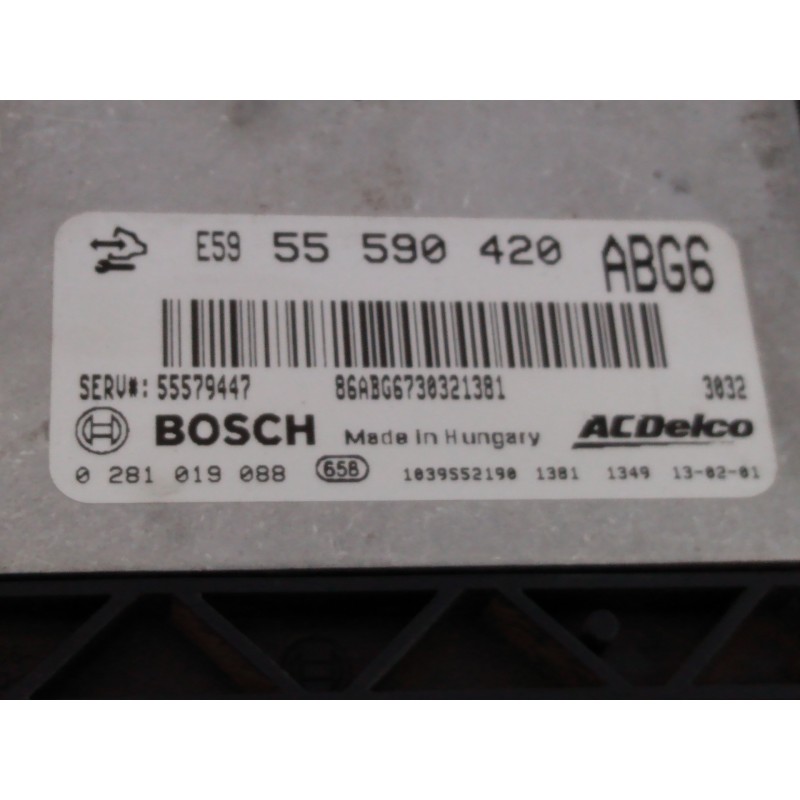 E59 55 590 420 ABG6
SERV#: 55579447 86ABG6730321381 3032
BOSCH Made in Hungary ACDelco
0 281 019 088 658 1039S52190 1381 1349 13-02-01